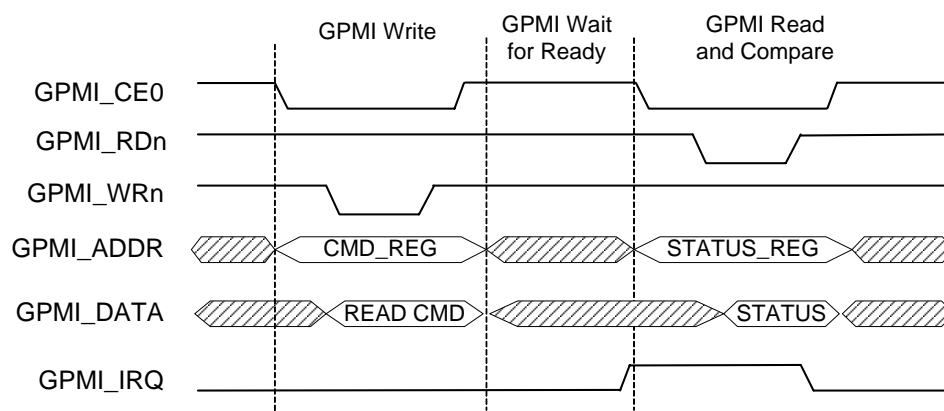 GPMI Write
GPMI Wait
for Ready
GPMI Read
and Compare
GPMI_CE0
GPMI_RDn
GPMI_WRn
GPMI_ADDR
CMD_REG
STATUS_REG
GPMI_DATA
READ CMD
STATUS
GPMI_IRQ